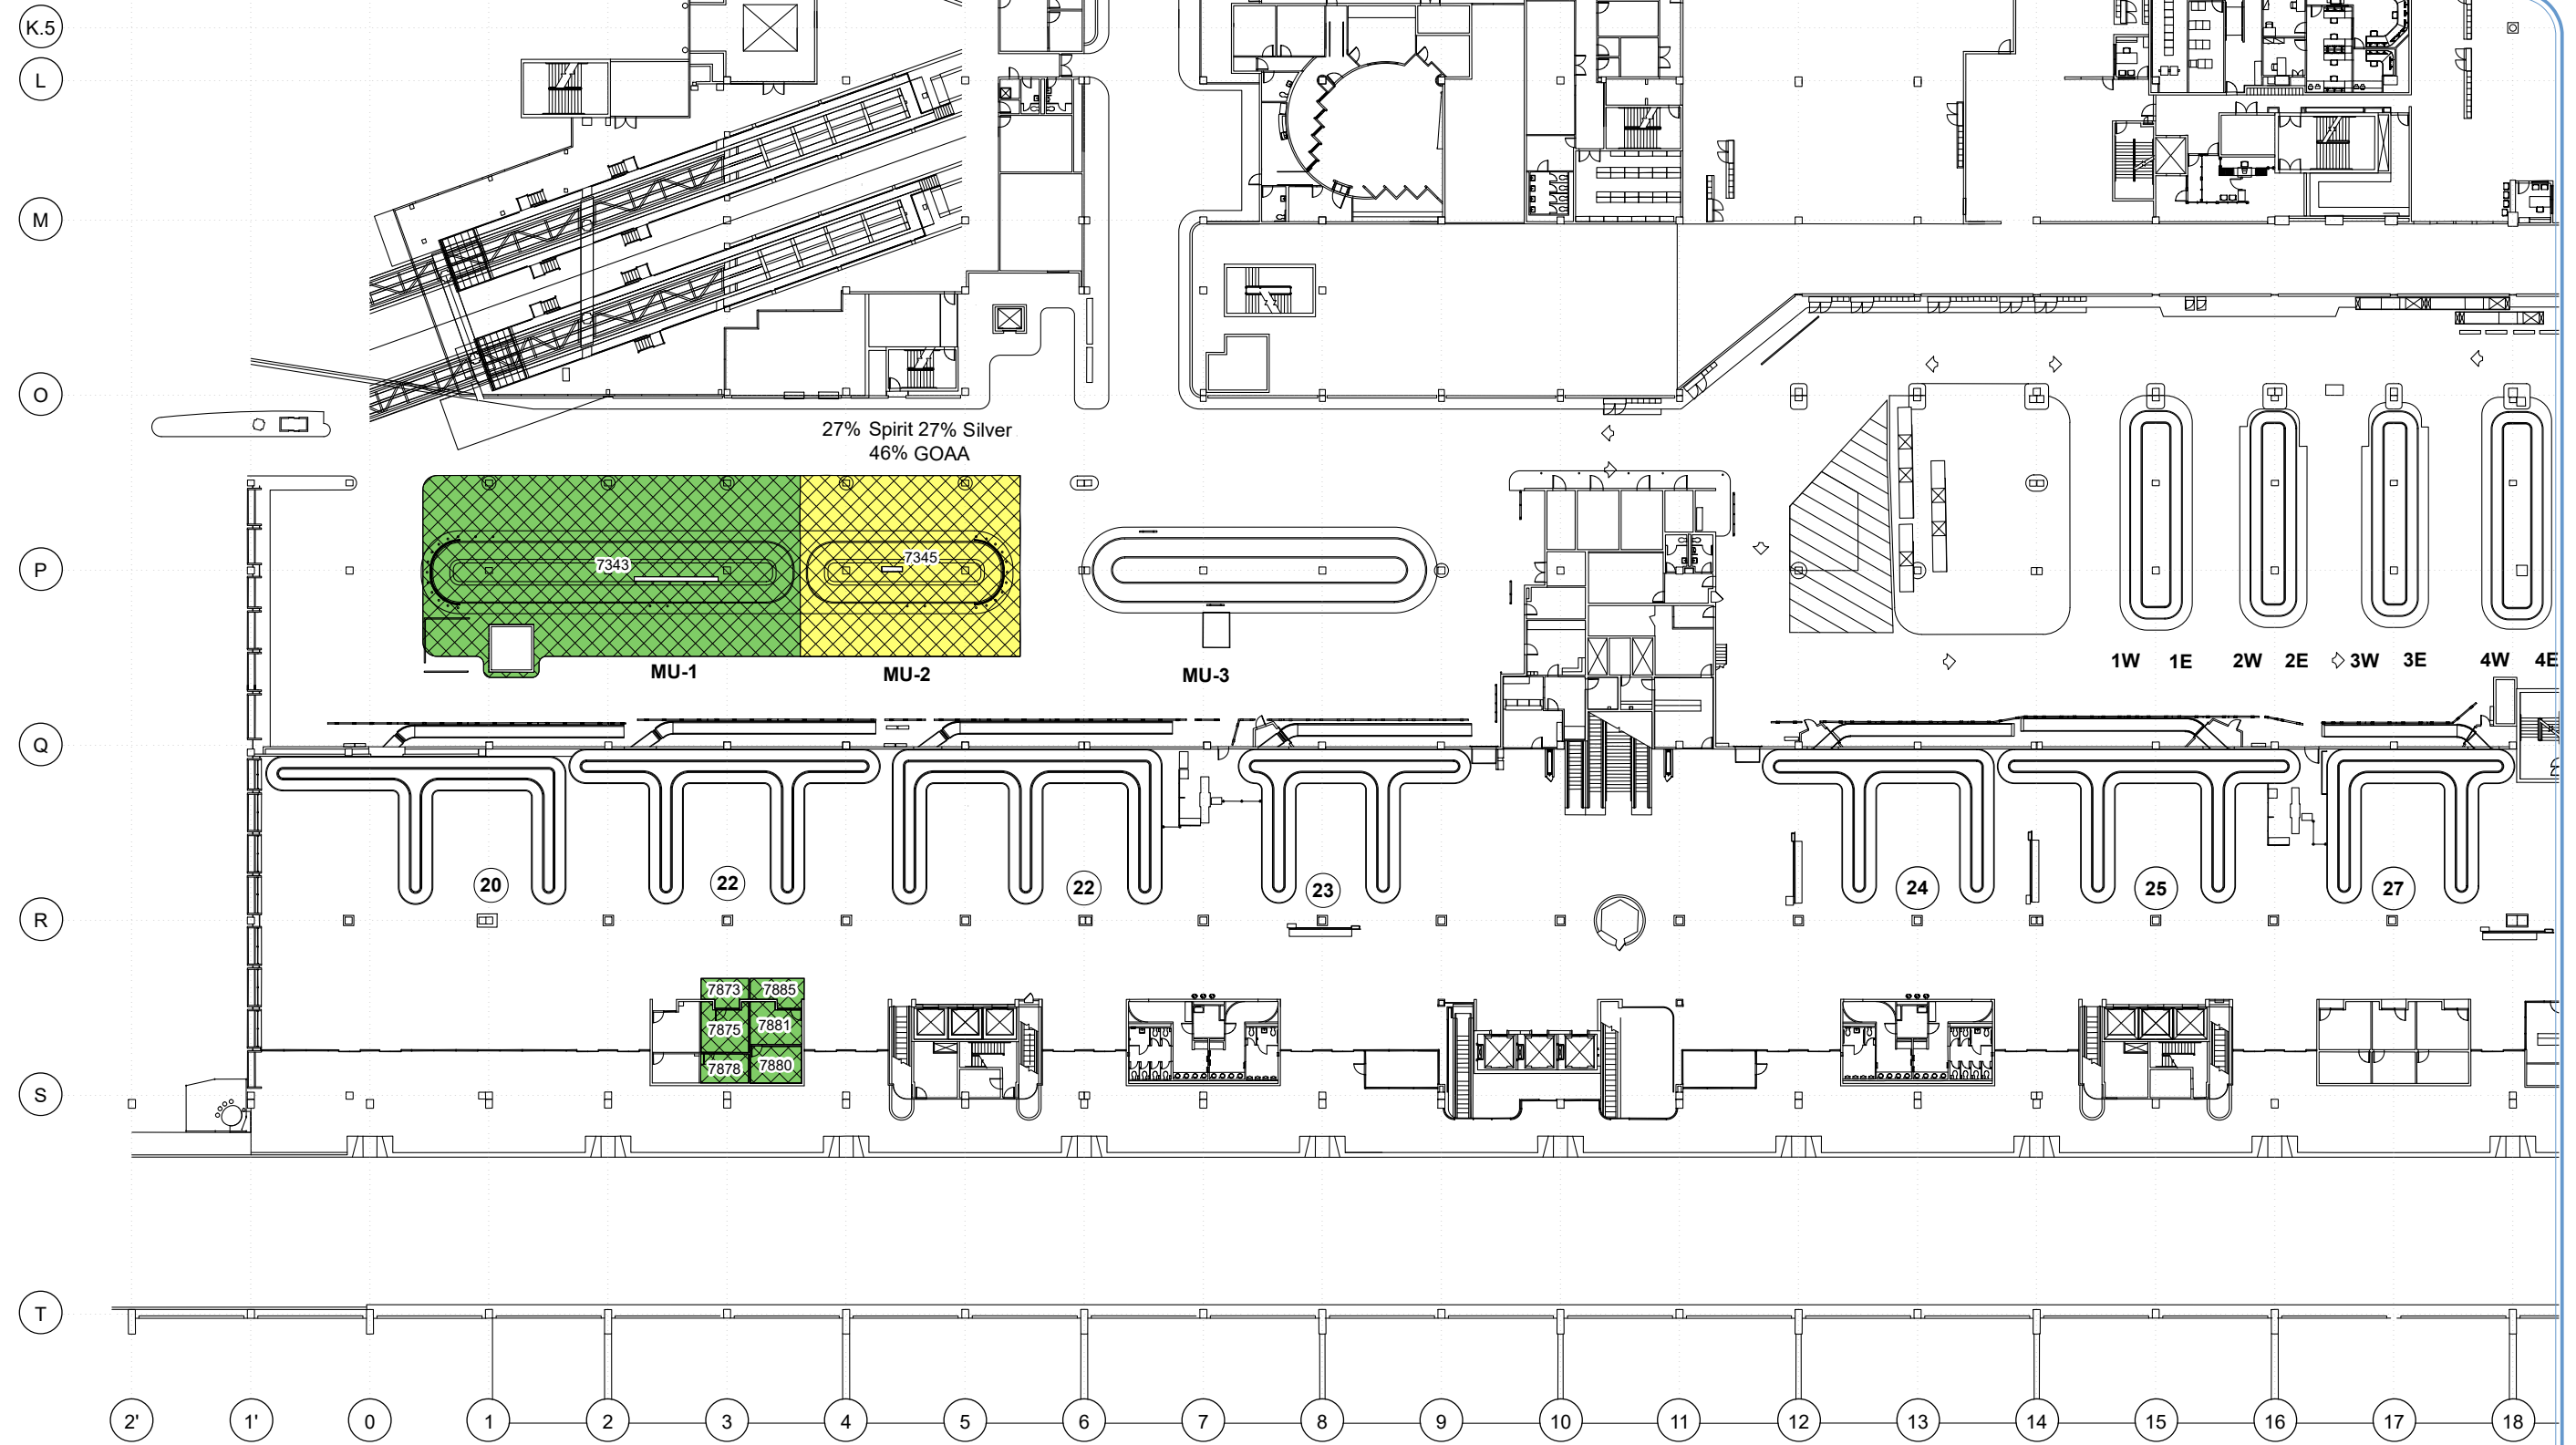 K.5
L
M
O
27% Spirit 27% Silver
46% GOAA
P
7343
7345
MU-1
MU-2
MU-3
1W 1E 2W 2E 3W 3E 4W 4E
Q
20
22
22
23
24
25
27
R
7873 7885
7875 7881
7878 7880
S
T
2' 1' 0 1 2 3 4 5 6 7 8 9 10 11 12 13 14 15 16 17 18